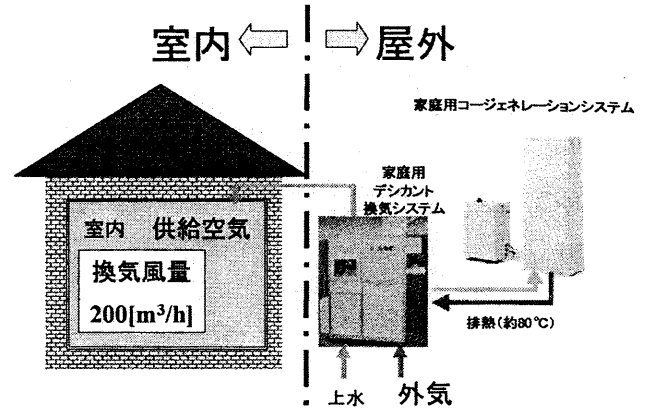 室内
屋外
家庭用コージェネレーションシステム
家庭用
デシカント
換気システム
室内 供給空気
換気風量
200[m³/h]
排熱(約80℃)
上水
外気